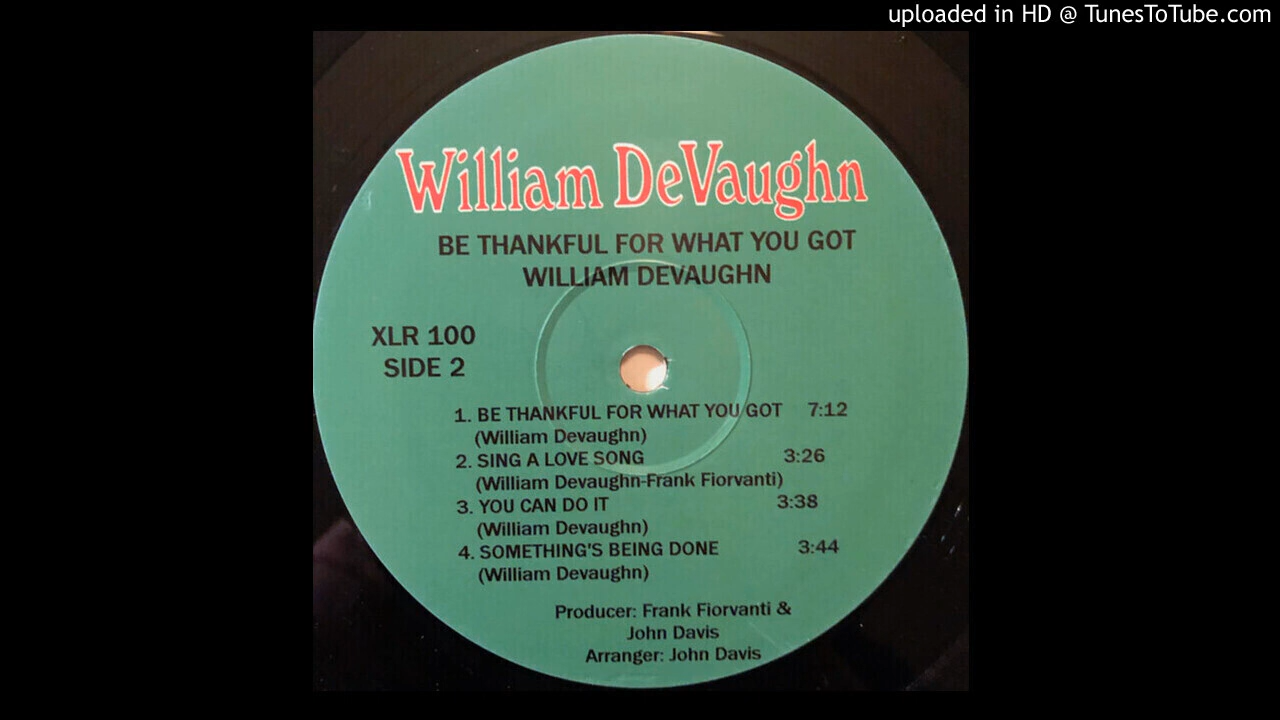 uploaded in HD @ TunesToTube.com
William DeVaughn
BE THANKFUL FOR WHAT YOU GOT
WILLIAM DEVAUGHN
XLR 100
SIDE 2
1. BE THANKFUL FOR WHAT YOU GOT 7:12
(William Devaughn)
2. SING A LOVE SONG 3:26
(William Devaughn-Frank Fiorvanti)
3. YOU CAN DO IT 3:38
(William Devaughn)
4. SOMETHING'S BEING DONE 3:44
(William Devaughn)
Producer: Frank Fiorvanti &
John Davis
Arranger: John Davis